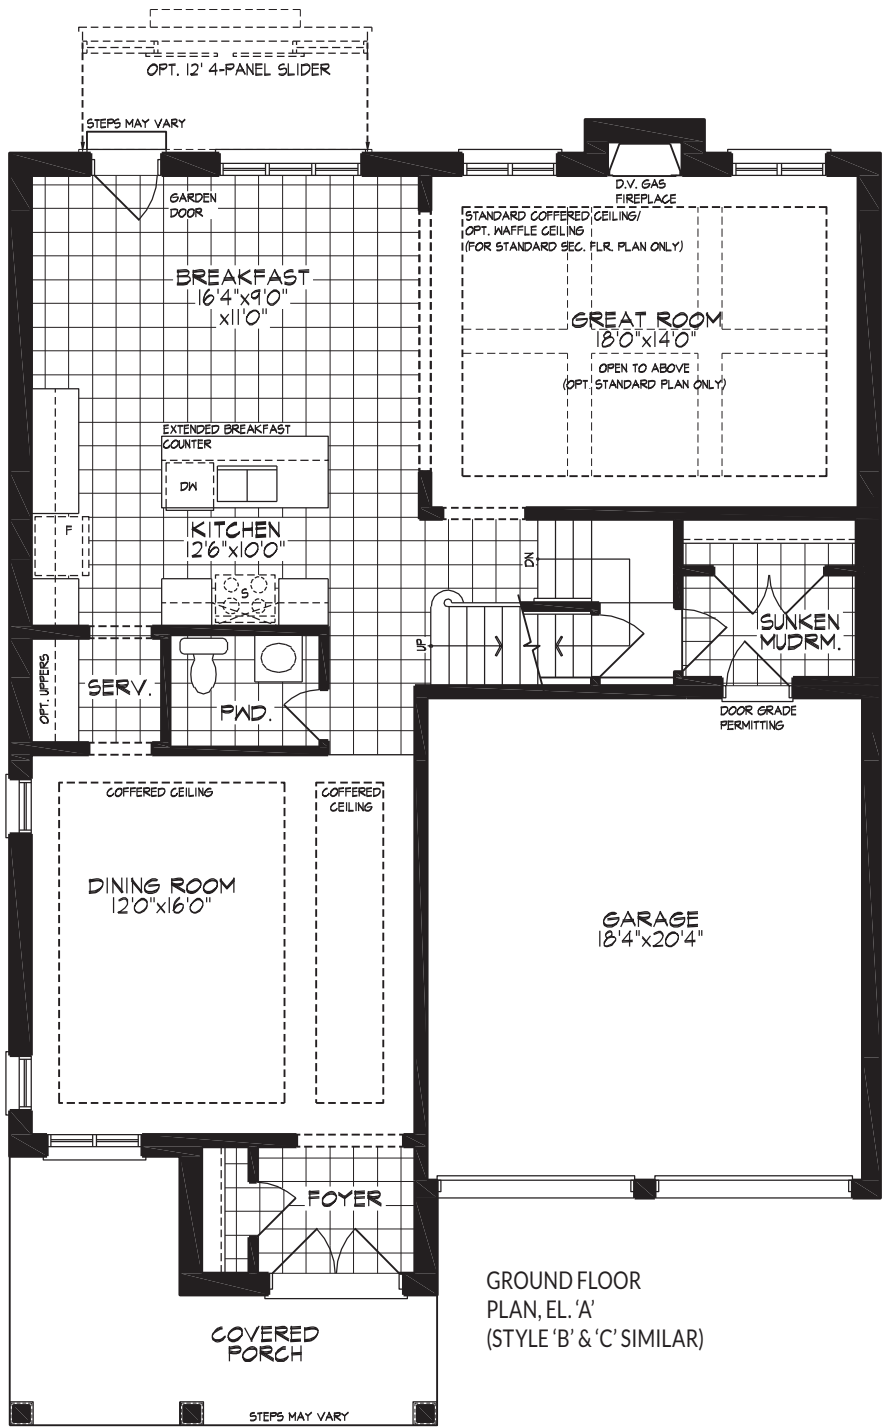 OPT. 12' 4-PANEL SLIDER
STEPS MAY VARY
GARDEN
DOOR
D.V. GAS
FIREPLACE
STANDARD COFFERED CEILING/
OPT. WAFFLE CEILING
(FOR STANDARD SEC. FLR. PLAN ONLY)
BREAKFAST
16'4"x9'0"
x11'0"
GREAT ROOM
18'0"x14'0"
OPEN TO ABOVE
(OPT. STANDARD PLAN ONLY)
EXTENDED BREAKFAST
COUNTER
DW
F
KITCHEN
12'6"x10'0"
S
DN
UP
SUNKEN
MUDRM.
OPT. UPPERS
SERV.
PWD.
DOOR GRADE
PERMITTING
COFFERED CEILING
COFFERED
CEILING
DINING ROOM
12'0"x16'0"
GARAGE
18'4"x20'4"
FOYER
GROUND FLOOR
PLAN, EL. ‘A’
(STYLE ‘B’ & ‘C’ SIMILAR)
COVERED
PORCH
STEPS MAY VARY